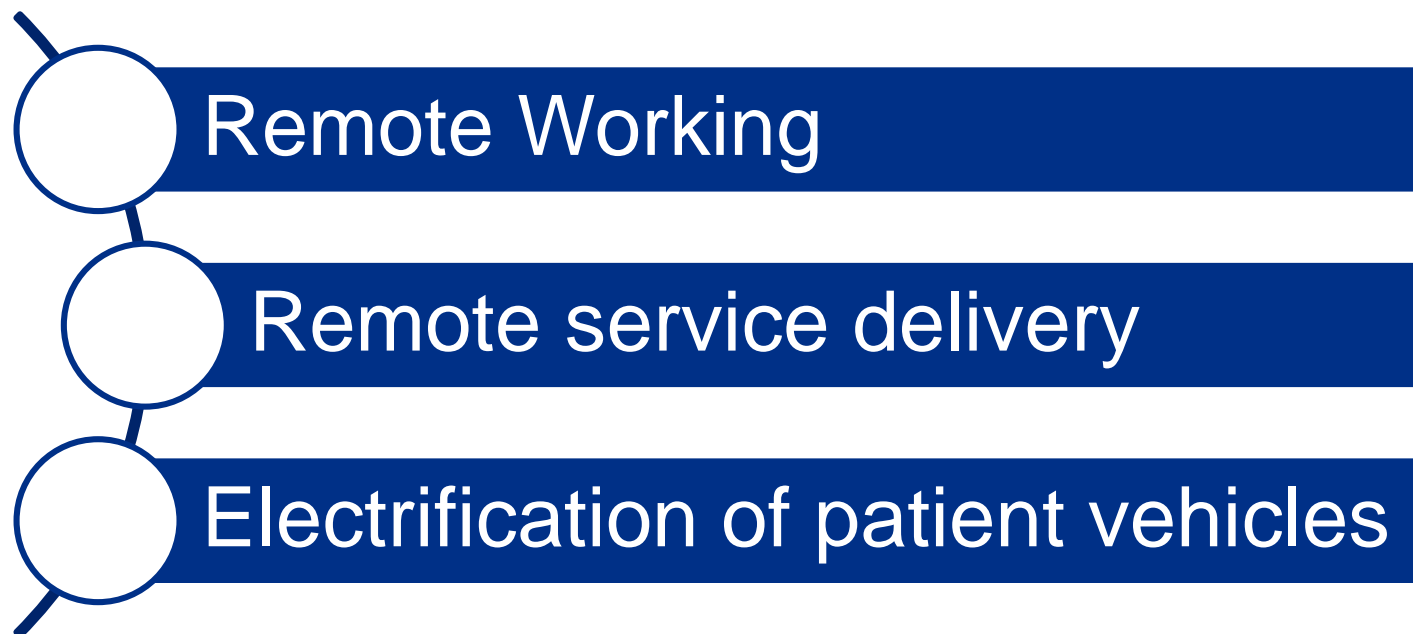 Remote Working
Remote service delivery
Electrification of patient vehicles